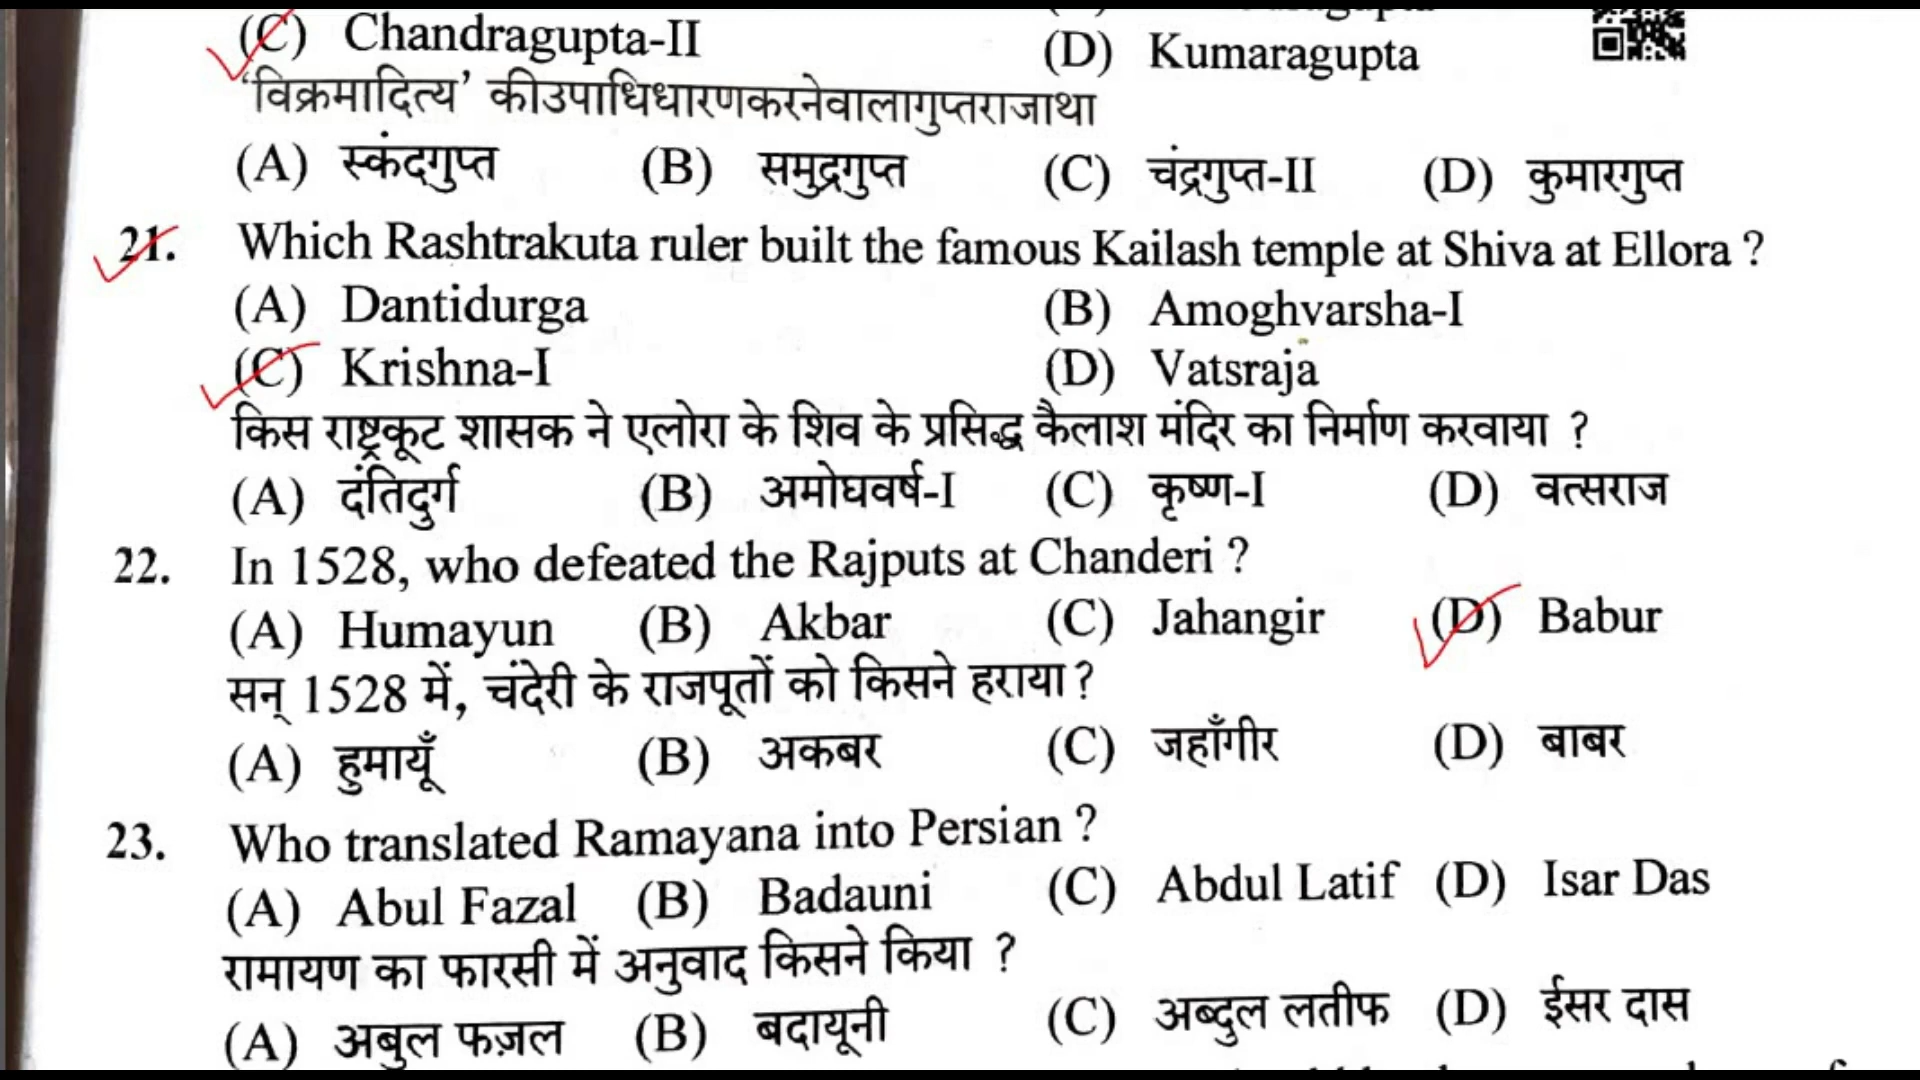 (C) Chandragupta-II (D) Kumaragupta
‘विक्रमादित्य’ कीउपाधिधारणकरनेवालागुप्तराजाथा
(A) स्कंदगुप्त (B) समुद्रगुप्त (C) चंद्रगुप्त-II (D) कुमारगुप्त
21. Which Rashtrakuta ruler built the famous Kailash temple at Shiva at Ellora ?
(A) Dantidurga (B) Amoghvarsha-I
(C) Krishna-I (D) Vatsraja
किस राष्ट्रकूट शासक ने एलोरा के शिव के प्रसिद्ध कैलाश मंदिर का निर्माण करवाया ?
(A) दंतिदुर्ग (B) अमोघवर्ष-I (C) कृष्ण-I (D) वत्सराज
22. In 1528, who defeated the Rajputs at Chanderi ?
(A) Humayun (B) Akbar (C) Jahangir (D) Babur
सन् 1528 में, चंदेरी के राजपूतों को किसने हराया ?
(A) हुमायूँ (B) अकबर (C) जहाँगीर (D) बाबर
23. Who translated Ramayana into Persian ?
(A) Abul Fazal (B) Badauni (C) Abdul Latif (D) Isar Das
रामायण का फारसी में अनुवाद किसने किया ?
(A) अबुल फज़ल (B) बदायूनी (C) अब्दुल लतीफ (D) ईसर दास